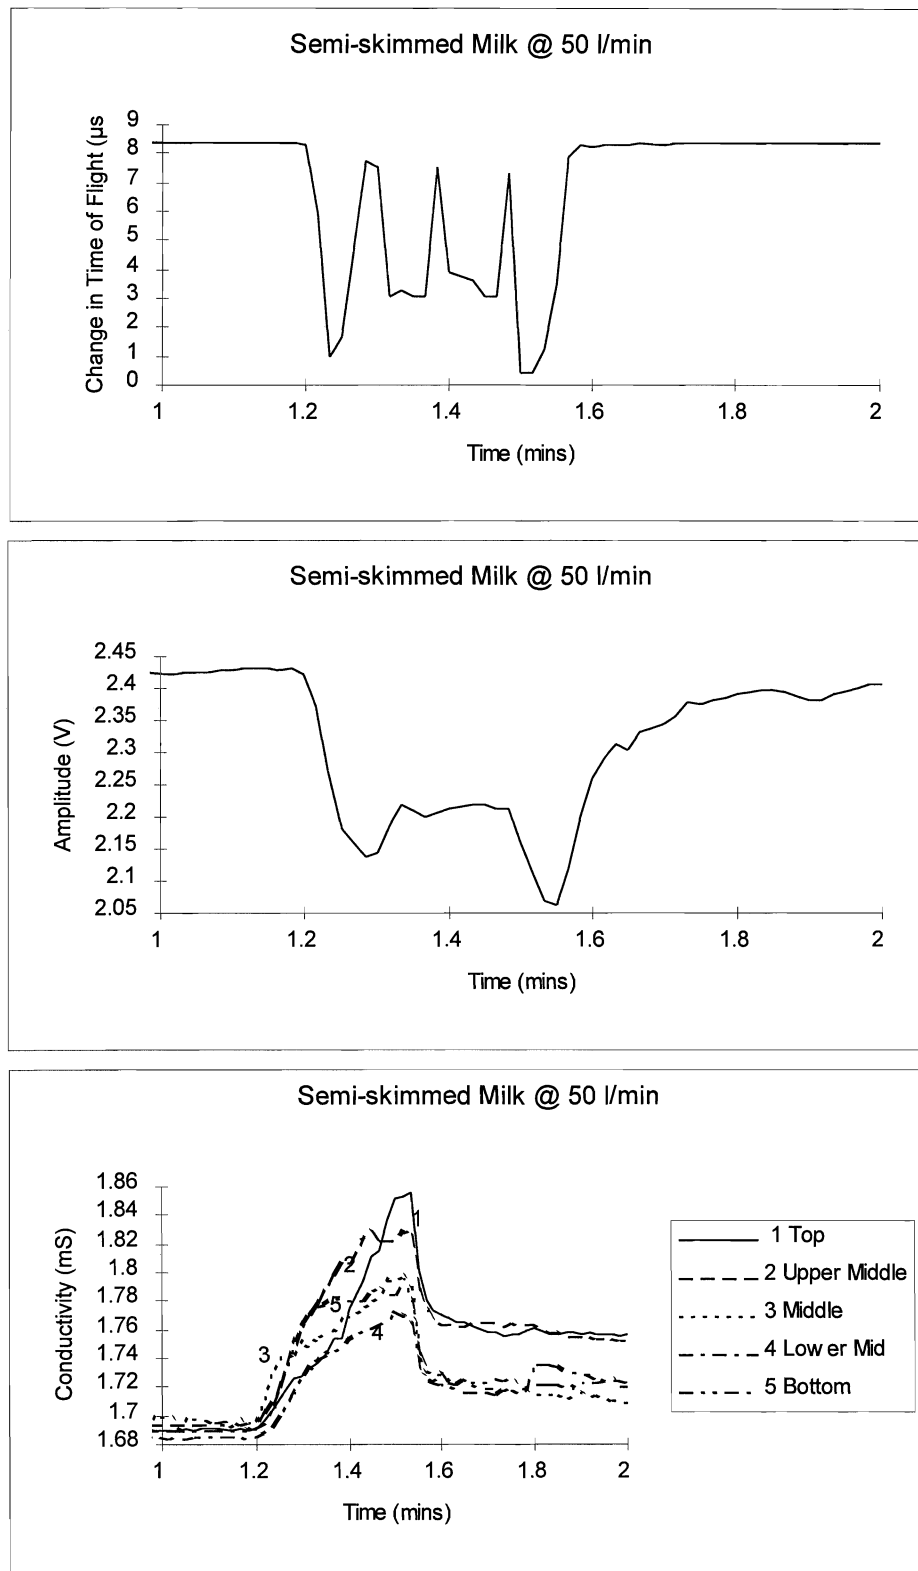 Semi-skimmed Milk @ 50 l/min
Change in Time of Flight (µs
9
8
7
6
5
4
3
2
1
0
1 1.2 1.4 1.6 1.8 2
Time (mins)
Semi-skimmed Milk @ 50 l/min
Amplitude (V)
2.45
2.4
2.35
2.3
2.25
2.2
2.15
2.1
2.05
1 1.2 1.4 1.6 1.8 2
Time (mins)
Semi-skimmed Milk @ 50 l/min
Conductivity (mS)
1.86
1.84
1.82
1.8
1.78
1.76
1.74
1.72
1.7
1.68
1
2
5
4
3
1 1.2 1.4 1.6 1.8 2
Time (mins)
1 Top
2 Upper Middle
3 Middle
4 Lower Mid
5 Bottom